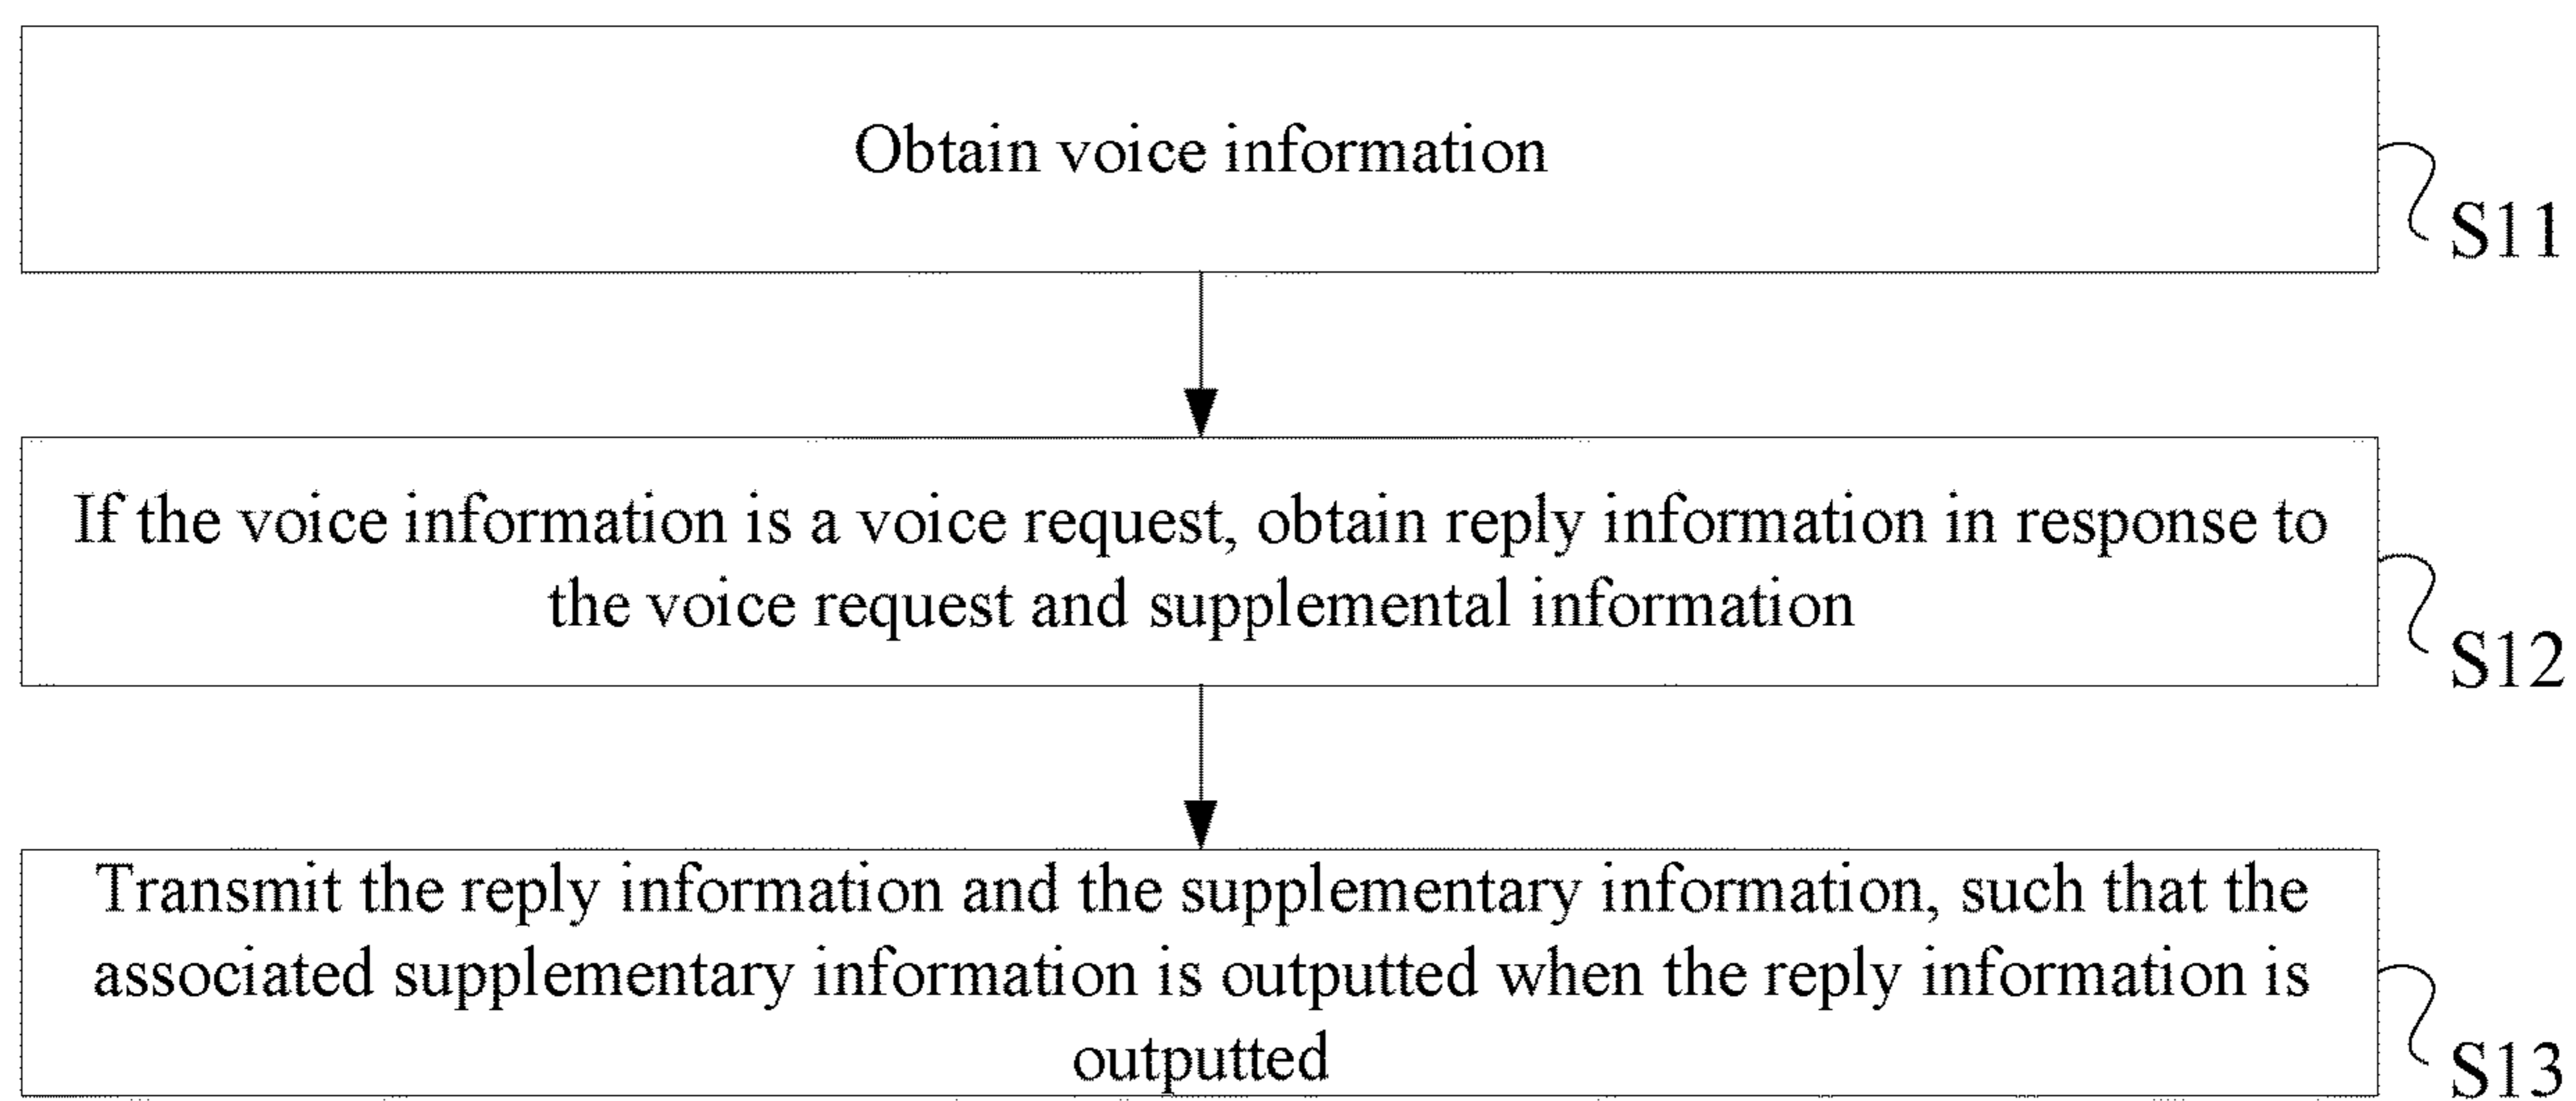 Obtain voice information
S11
If the voice information is a voice request, obtain reply information in response to
the voice request and supplemental information
S12
Transmit the reply information and the supplementary information, such that the
associated supplementary information is outputted when the reply information is
outputted
S13